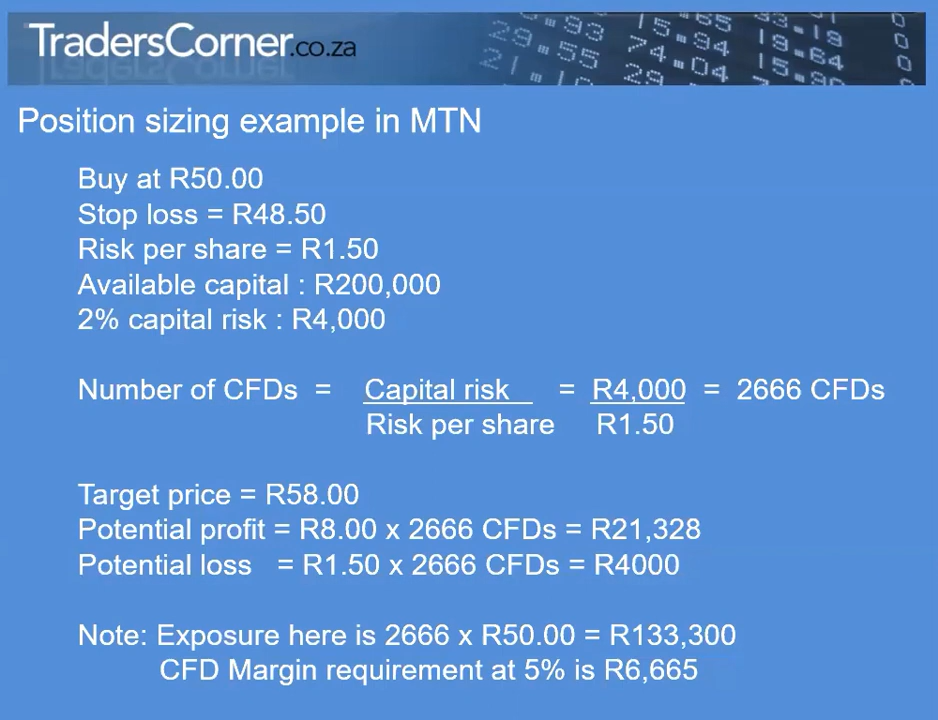 TradersCorner.co.za
Position sizing example in MTN
Buy at R50.00
Stop loss = R48.50
Risk per share = R1.50
Available capital : R200,000
2% capital risk : R4,000
Number of CFDs = Capital risk = R4,000 = 2666 CFDs
Risk per share R1.50
Target price = R58.00
Potential profit = R8.00 x 2666 CFDs = R21,328
Potential loss = R1.50 x 2666 CFDs = R4000
Note: Exposure here is 2666 x R50.00 = R133,300
CFD Margin requirement at 5% is R6,665